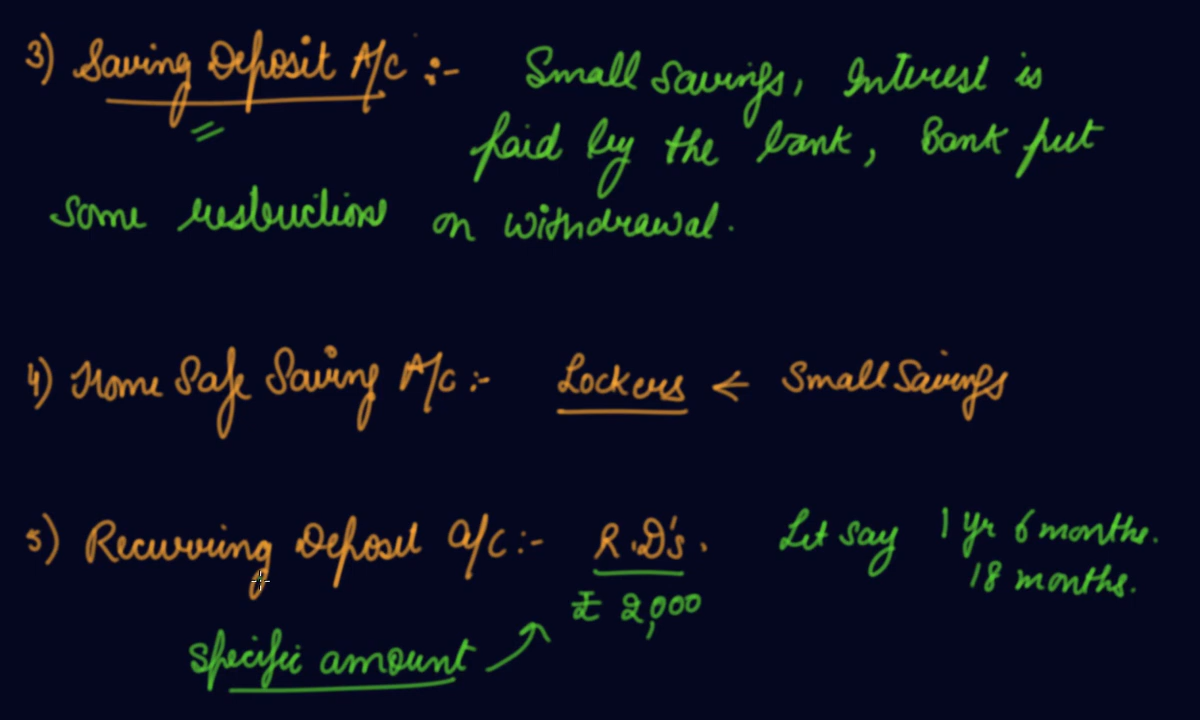 3) Saving Deposit A/c :- Small Savings, Interest is
paid by the bank, Bank put
some restrictions on withdrawal.
4) Home Safe Saving A/c :- Lockers ← Small Savings
5) Recurring Deposit a/c :- R.D's. Let say 1 yr 6 months.
18 months.
₹ 2,000
Specific amount